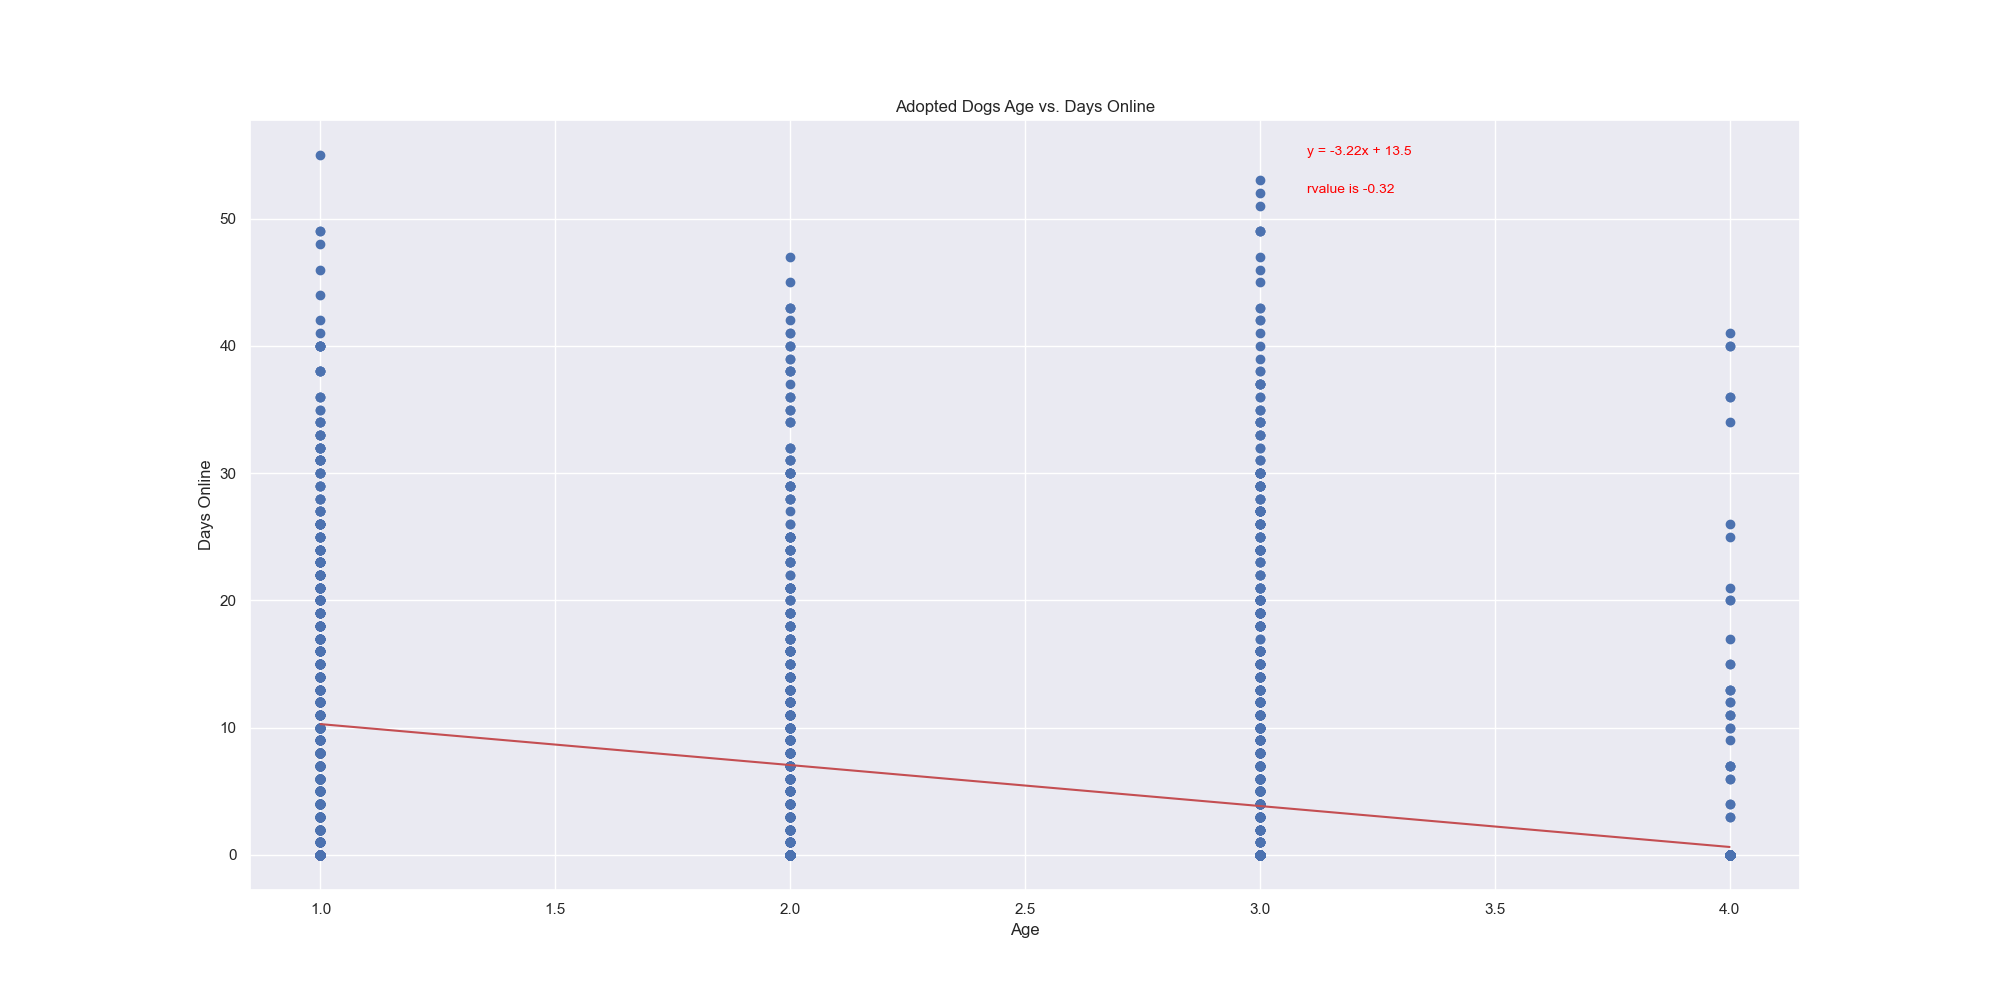 Adopted Dogs Age vs. Days Online
y = -3.22x + 13.5
rvalue is -0.32
50
40
30
20
10
0
Days Online
1.0 1.5 2.0 2.5 3.0 3.5 4.0
Age